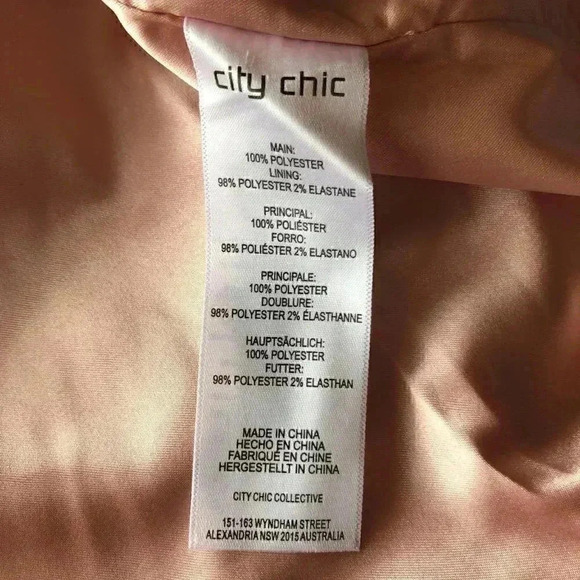 city chic
MAIN:
100% POLYESTER
LINING:
98% POLYESTER 2% ELASTANE
PRINCIPAL:
100% POLIÉSTER
FORRO:
98% POLIÉSTER 2% ELASTANO
PRINCIPALE:
100% POLYESTER
DOUBLURE:
98% POLYESTER 2% ÉLASTHANNE
HAUPTSÄCHLICH:
100% POLYESTER
FUTTER:
98% POLYESTER 2% ELASTHAN
MADE IN CHINA
HECHO EN CHINA
FABRIQUÉ EN CHINE
HERGESTELLT IN CHINA
CITY CHIC COLLECTIVE
151-163 WYNDHAM STREET
ALEXANDRIA NSW 2015 AUSTRALIA